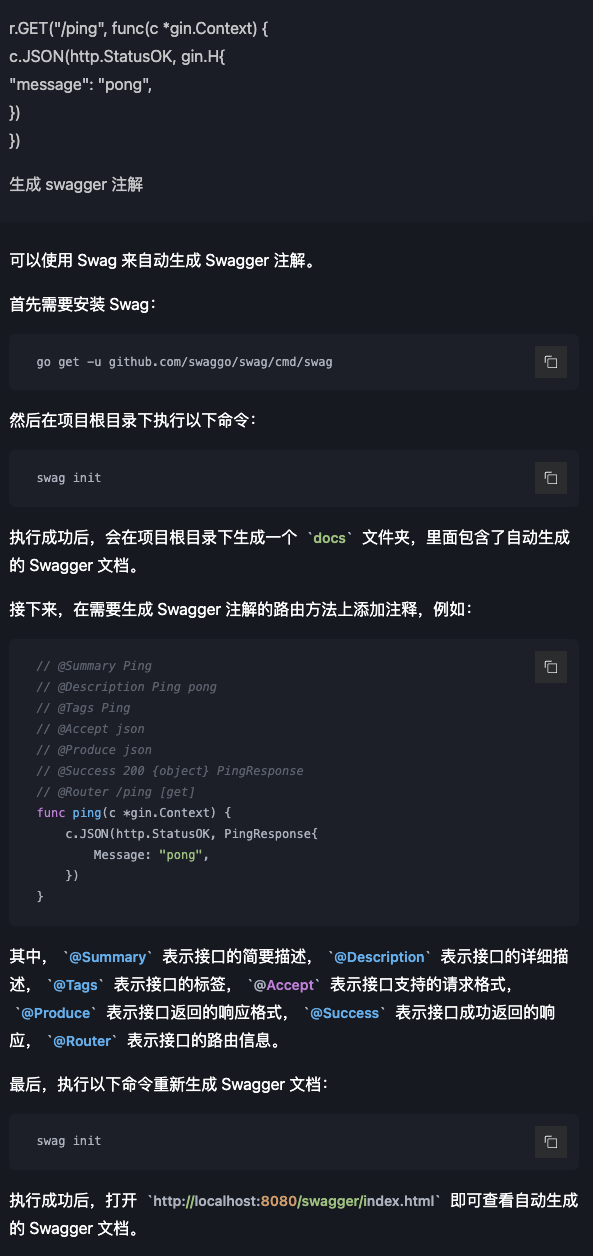 r.GET("/ping", func(c *gin.Context) {
c.JSON(http.StatusOK, gin.H{
"message": "pong",
})
})
生成 swagger 注解
可以使用 Swag 来自动生成 Swagger 注解。
首先需要安装 Swag：
go get -u github.com/swaggo/swag/cmd/swag
然后在项目根目录下执行以下命令：
swag init
执行成功后，会在项目根目录下生成一个 `docs` 文件夹，里面包含了自动生成
的 Swagger 文档。
接下来，在需要生成 Swagger 注解的路由方法上添加注释，例如：
// @Summary Ping
// @Description Ping pong
// @Tags Ping
// @Accept json
// @Produce json
// @Success 200 {object} PingResponse
// @Router /ping [get]
func ping(c *gin.Context) {
    c.JSON(http.StatusOK, PingResponse{
        Message: "pong",
    })
}
其中， `@Summary` 表示接口的简要描述， `@Description` 表示接口的详细描
述， `@Tags` 表示接口的标签， `@Accept` 表示接口支持的请求格式，
`@Produce` 表示接口返回的响应格式， `@Success` 表示接口成功返回的响
应， `@Router` 表示接口的路由信息。
最后，执行以下命令重新生成 Swagger 文档：
swag init
执行成功后，打开 `http://localhost:8080/swagger/index.html` 即可查看自动生成
的 Swagger 文档。